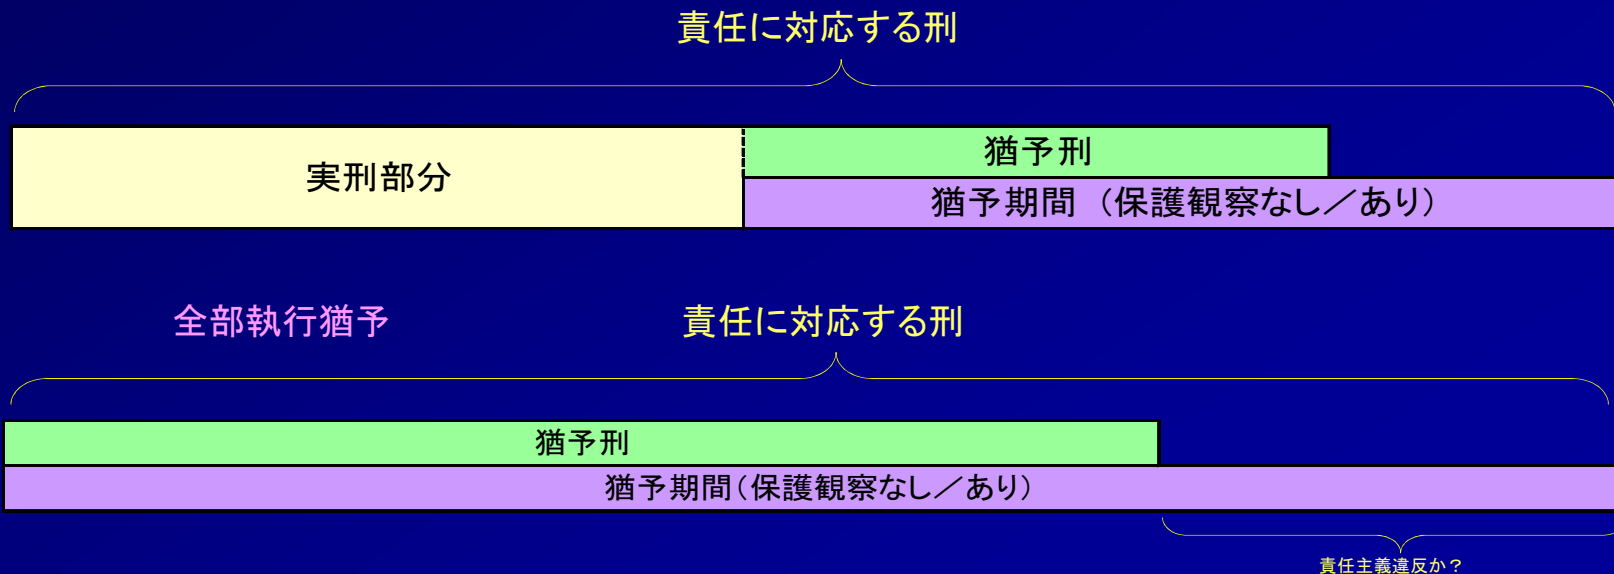 責任に対応する刑
実刑部分
猶予刑
猶予期間（保護観察なし／あり）
全部執行猶予
責任に対応する刑
猶予刑
猶予期間（保護観察なし／あり）
責任主義違反か？